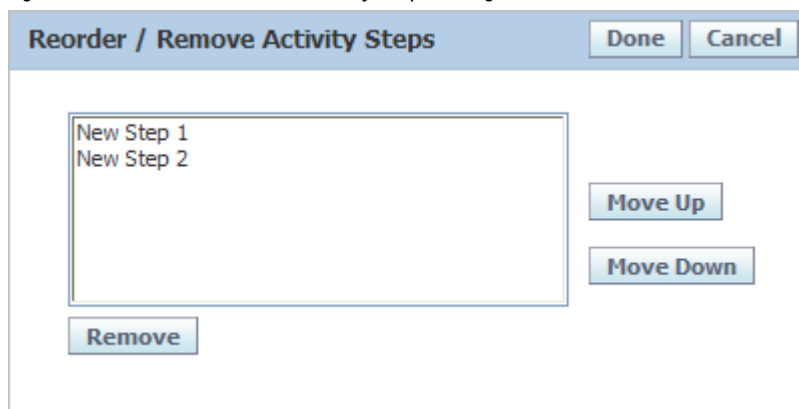 Reorder / Remove Activity Steps
Done
Cancel
New Step 1
New Step 2
Move Up
Move Down
Remove